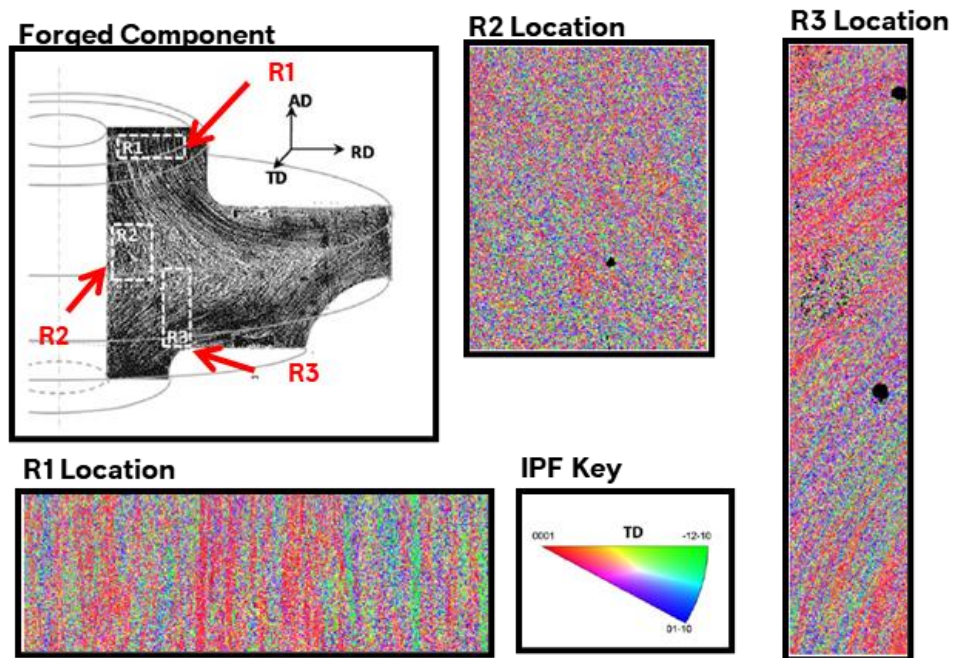 Forged Component
R1
AD
RD
TD
R1
R2
R3
R2
R3
R2 Location
R3 Location
R1 Location
IPF Key
0001
TD
-12-10
01-10